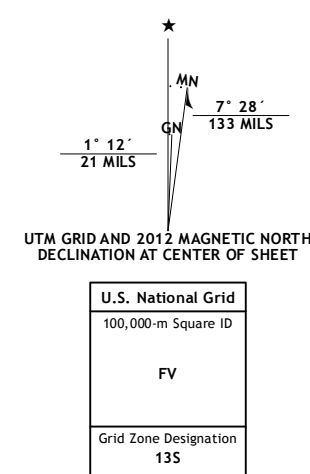 ★
MN
7° 28´
133 MILS
GN
1° 12´
21 MILS
UTM GRID AND 2012 MAGNETIC NORTH
DECLINATION AT CENTER OF SHEET
U.S. National Grid
100,000-m Square ID
FV
Grid Zone Designation
13S